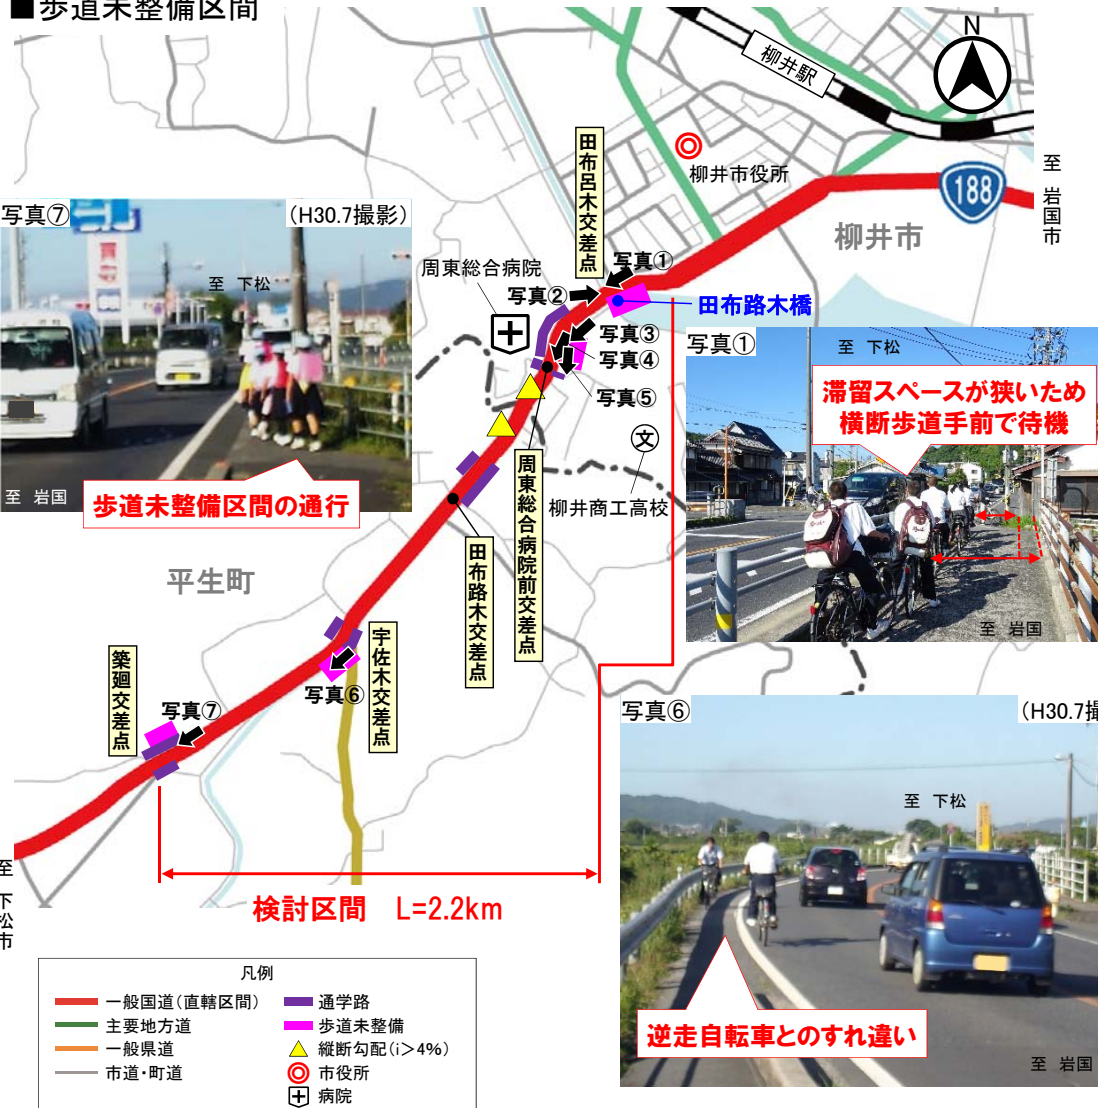 ■歩道未整備区間
N
柳井駅
至 岩国市
188
柳井市役所
柳井市
田布呂木交差点
写真①
写真②
周東総合病院
田布路木橋
写真③
写真④
写真⑤
文
柳井商工高校
周東総合病院前交差点
田布路木交差点
平生町
宇佐木交差点
写真⑥
築廻交差点
写真⑦
至 下松市
検討区間 L=2.2km
写真⑦
(H30.7撮影)
至 下松
至 岩国
歩道未整備区間の通行
写真①
至 下松
滞留スペースが狭いため
横断歩道手前で待機
至 岩国
写真⑥
(H30.7撮
至 下松
逆走自転車とのすれ違い
至 岩国
凡例
一般国道(直轄区間)
主要地方道
一般県道
市道・町道
通学路
歩道未整備
縦断勾配(i>4%)
市役所
病院